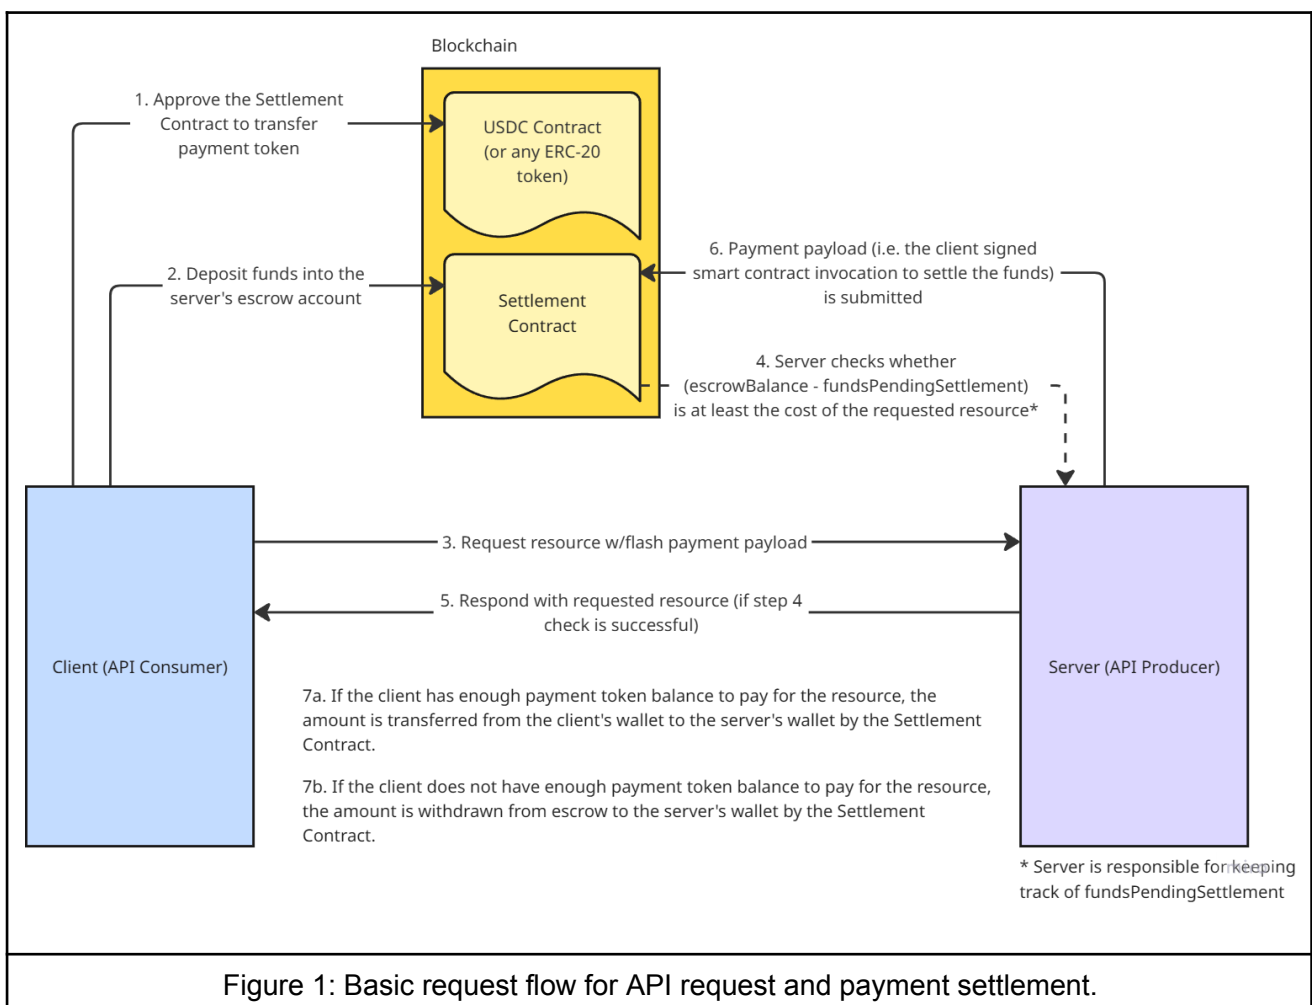 Blockchain
1. Approve the Settlement
Contract to transfer
payment token
USDC Contract
(or any ERC-20
token)
2. Deposit funds into the
server's escrow account
Settlement
Contract
6. Payment payload (i.e. the client signed
smart contract invocation to settle the funds)
is submitted
4. Server checks whether
(escrowBalance - fundsPendingSettlement)
is at least the cost of the requested resource*
3. Request resource w/flash payment payload
5. Respond with requested resource (if step 4
check is successful)
Client (API Consumer)
Server (API Producer)
7a. If the client has enough payment token balance to pay for the resource, the
amount is transferred from the client's wallet to the server's wallet by the Settlement
Contract.
7b. If the client does not have enough payment token balance to pay for the resource,
the amount is withdrawn from escrow to the server's wallet by the Settlement
Contract.
* Server is responsible for keeping
track of fundsPendingSettlement
Figure 1: Basic request flow for API request and payment settlement.